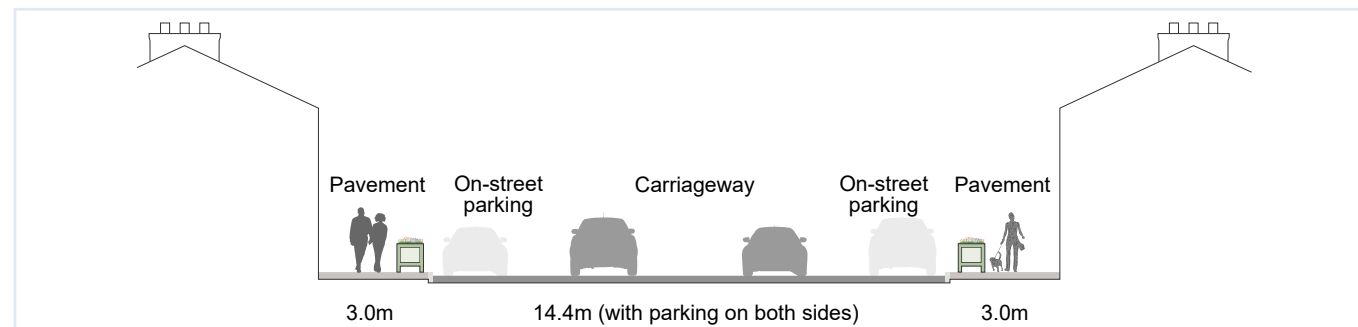 Pavement
On-street
parking
Carriageway
On-street
parking
Pavement
3.0m
14.4m (with parking on both sides)
3.0m